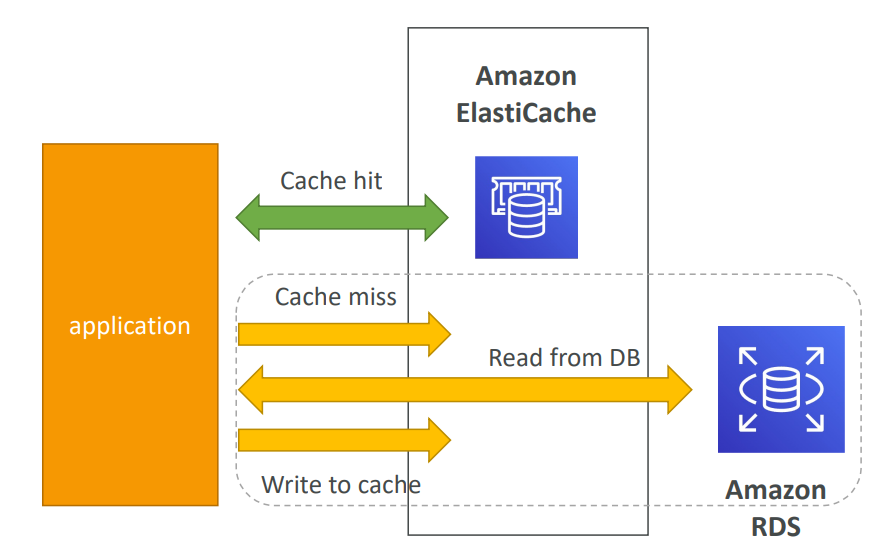 Amazon
ElastiCache
Cache hit
Cache miss
application
Read from DB
Write to cache
Amazon
RDS